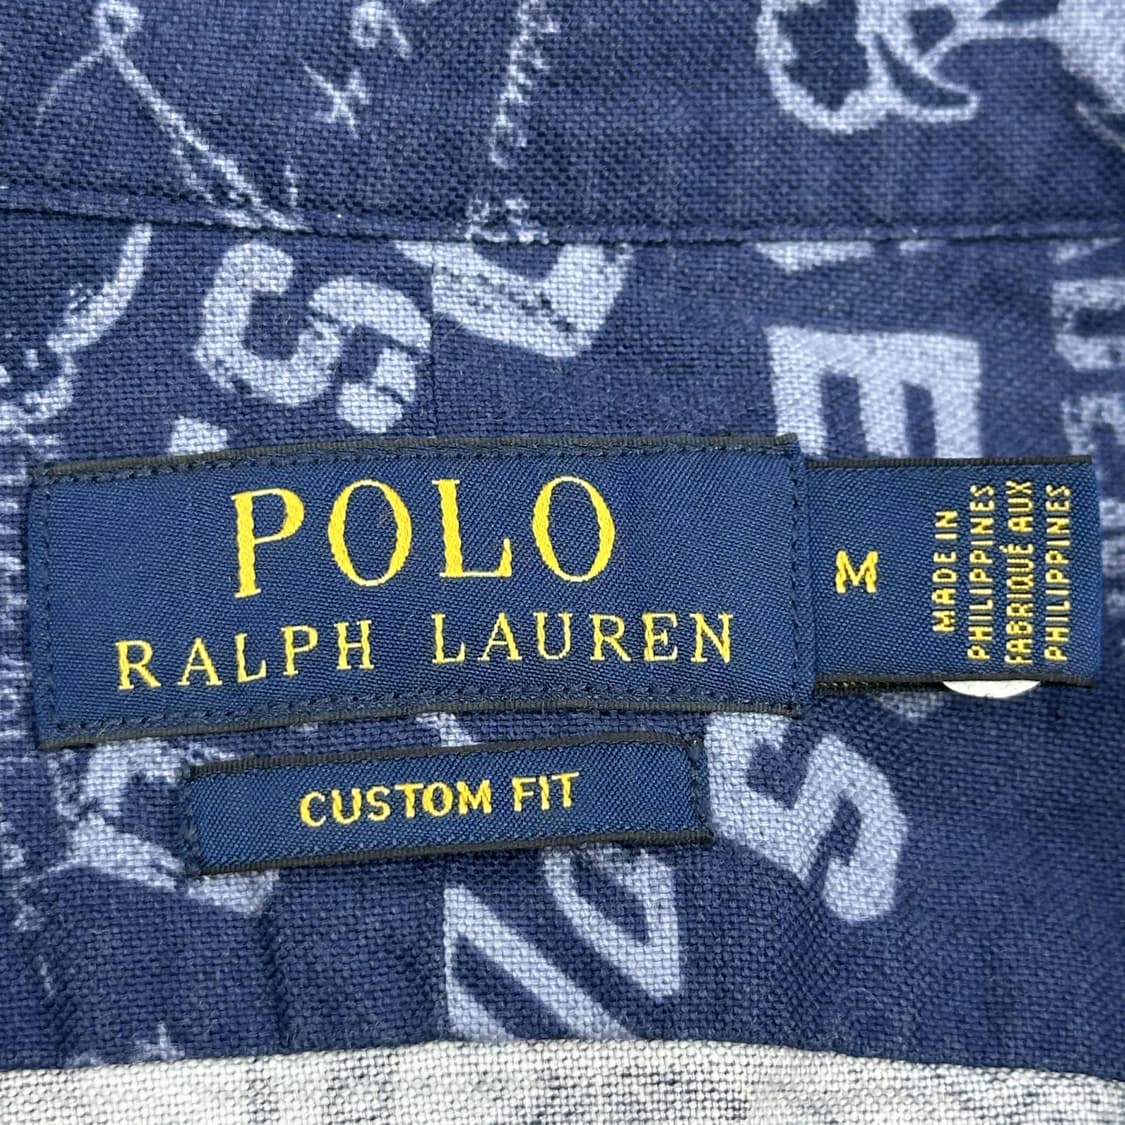 POLO
RALPH LAUREN
M
MADE IN
PHILIPPINES
FABRIQUÉ AUX
PHILIPPINES
CUSTOM FIT